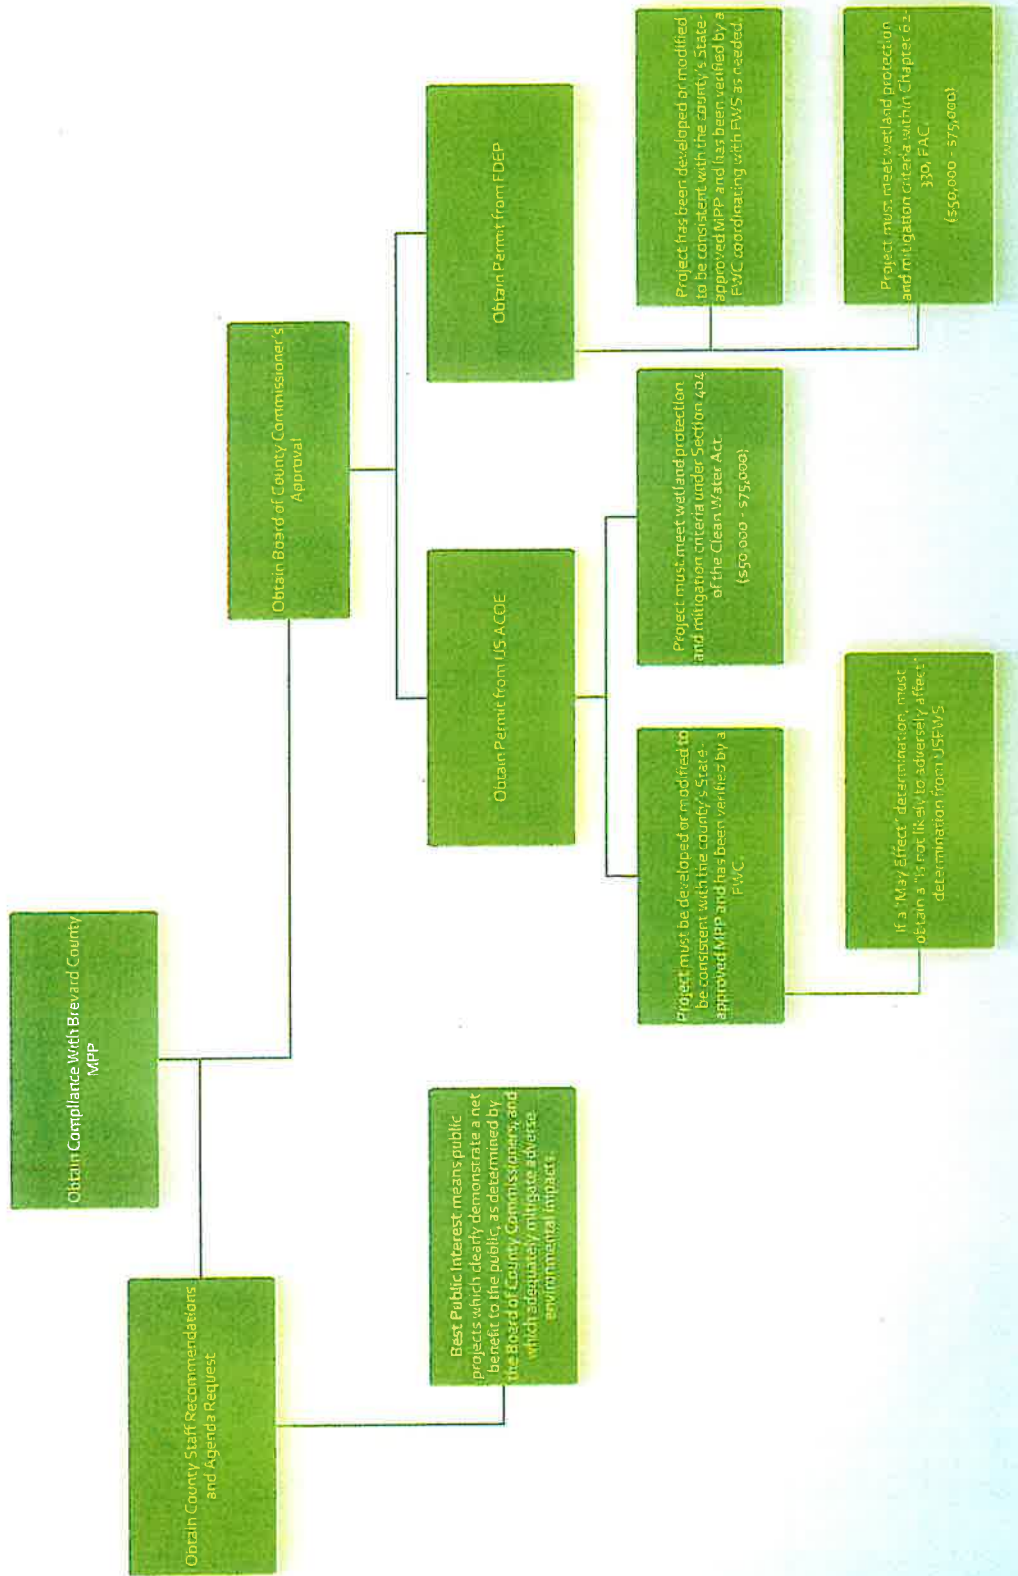 Obtain Compliance With Brevard County
MPP
Obtain County Staff Recommendations
and Agenda Request
Best Public Interest means public
projects which clearly demonstrate a net
benefit to the public, as determined by
the Board of County Commissioners, and
which adequately mitigate adverse
environmental impacts.
Obtain Board of County Commissioner's
Approval
Obtain Permit from US ACOE
Project must be developed or modified to
be consistent with the county's State-
approved MPP and has been verified by a
FWC.
If a "May Effect" determination, must
obtain a "is not likely to adversely affect"
determination from USFWS
Project must meet wetland protection
and mitigation criteria under Section 404
of the Clean Water Act.
($50,000 - $75,000)
Obtain Permit from FDEP
Project has been developed or modified
to be consistent with the county's State-
approved MPP and has been verified by a
FWC coordinating with FWS as needed.
Project must meet wetland protection
and mitigation criteria within Chapter 62-
330, FAC.
($50,000 - $75,000)